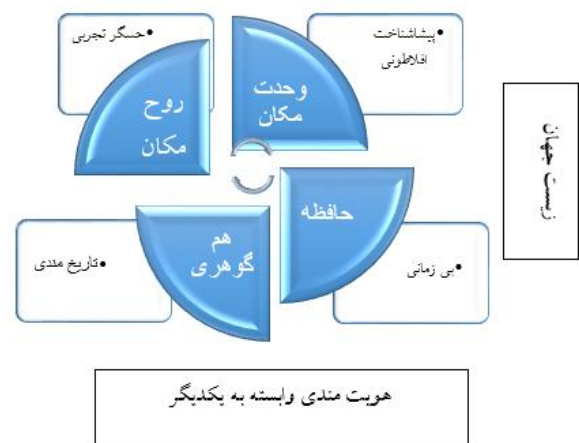 •پیشاشناخت
افلاطونی
•حسگر تجربی
وحدت
مکان
روح
مکان
زیست جهان
حافظه
هم
گوهری
•بی زمانی
•تاریخ مندی
هویت مندی وابسته به یکدیگر